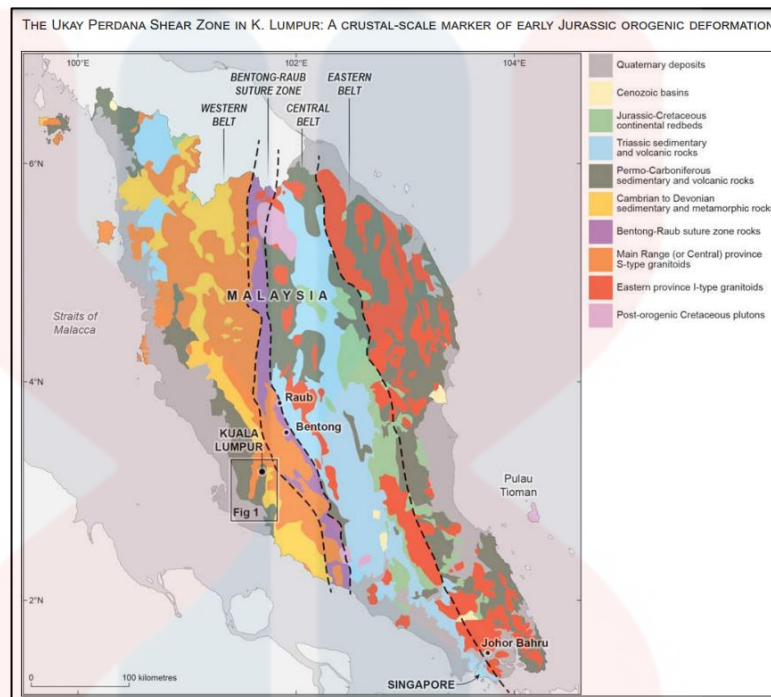 THE UKAY PERDANA SHEAR ZONE IN K. LUMPUR: A CRUSTAL-SCALE MARKER OF EARLY JURASSIC OROGENIC DEFORMATION
100°E
102°E
104°E
BENTONG-RAUB
SUTURE ZONE
EASTERN
BELT
WESTERN
BELT
CENTRAL
BELT
6°N
MALAYSIA
Straits of
Malacca
4°N
Raub
Bentong
KUALA
LUMPUR
Fig 1
Pulau
Tioman
2°N
Johor Bahru
SINGAPORE
0
100 kilometres
Quaternary deposits
Cenozoic basins
Jurassic-Cretaceous
continental redbeds
Triassic sedimentary
and volcanic rocks
Permo-Carboniferous
sedimentary and volcanic rocks
Cambrian to Devonian
sedimentary and metamorphic rock
Bentong-Raub suture zone rocks
Main Range (or Central) province
S-type granitoids
Eastern province I-type granitoids
Post-orogenic Cretaceous plutons